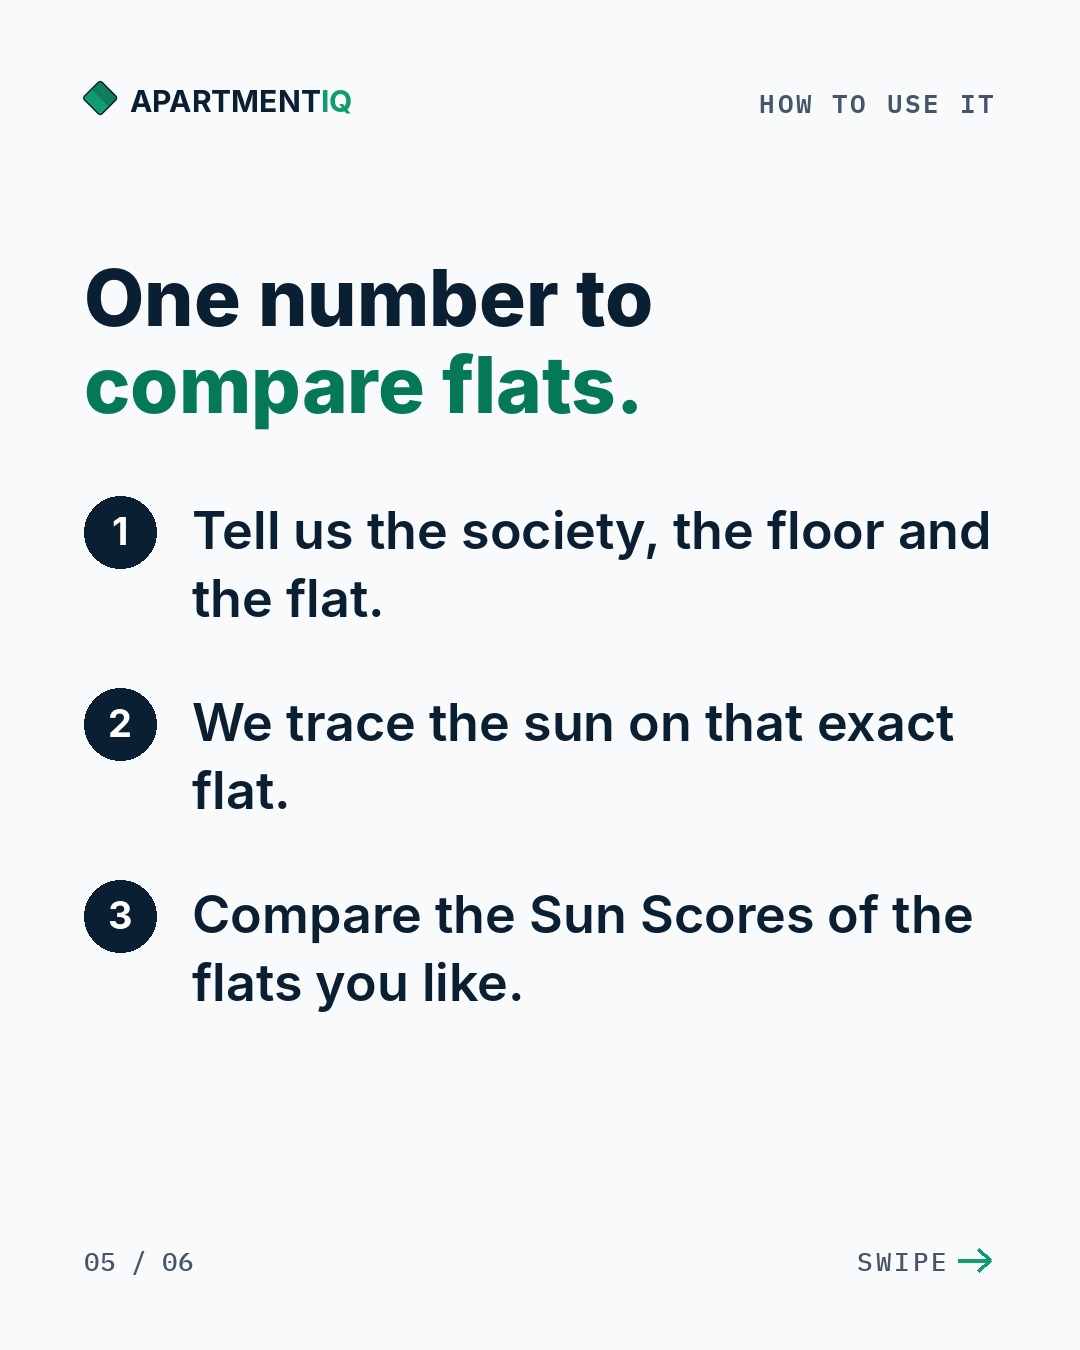 APARTMENTIQ
HOW TO USE IT
One number to
compare flats.
1 Tell us the society, the floor and
the flat.
2 We trace the sun on that exact
flat.
3 Compare the Sun Scores of the
flats you like.
05 / 06
SWIPE